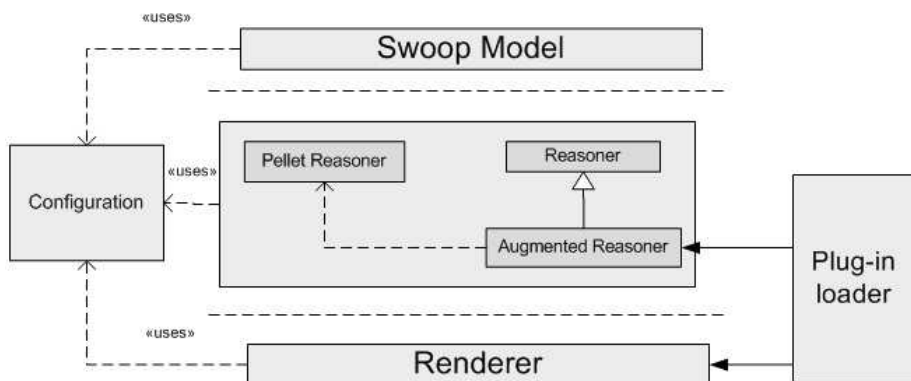 «uses»
Swoop Model
Pellet Reasoner
Reasoner
«uses»
Configuration
Augmented Reasoner
Plug-in
loader
«uses»
Renderer